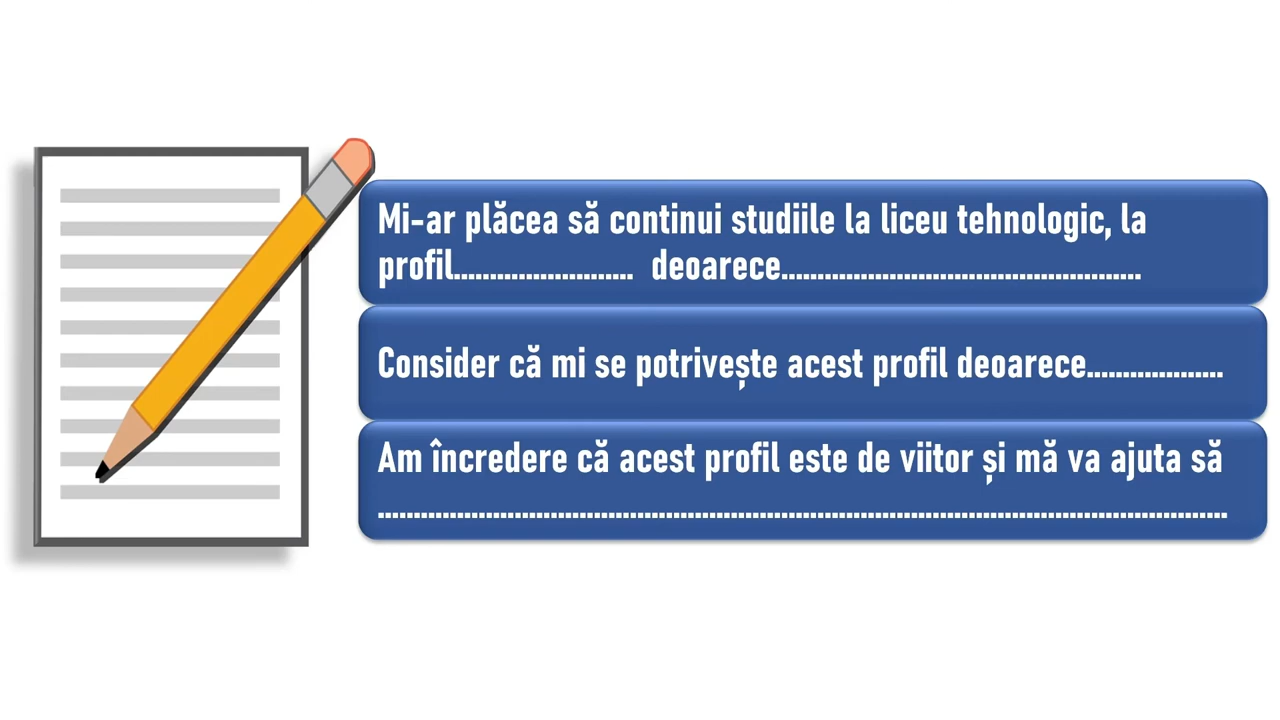 Mi-ar plăcea să continui studiile la liceu tehnologic, la
profil......................... deoarece..................................................
Consider că mi se potrivește acest profil deoarece...................
Am încredere că acest profil este de viitor și mă va ajuta să
......................................................................................................................